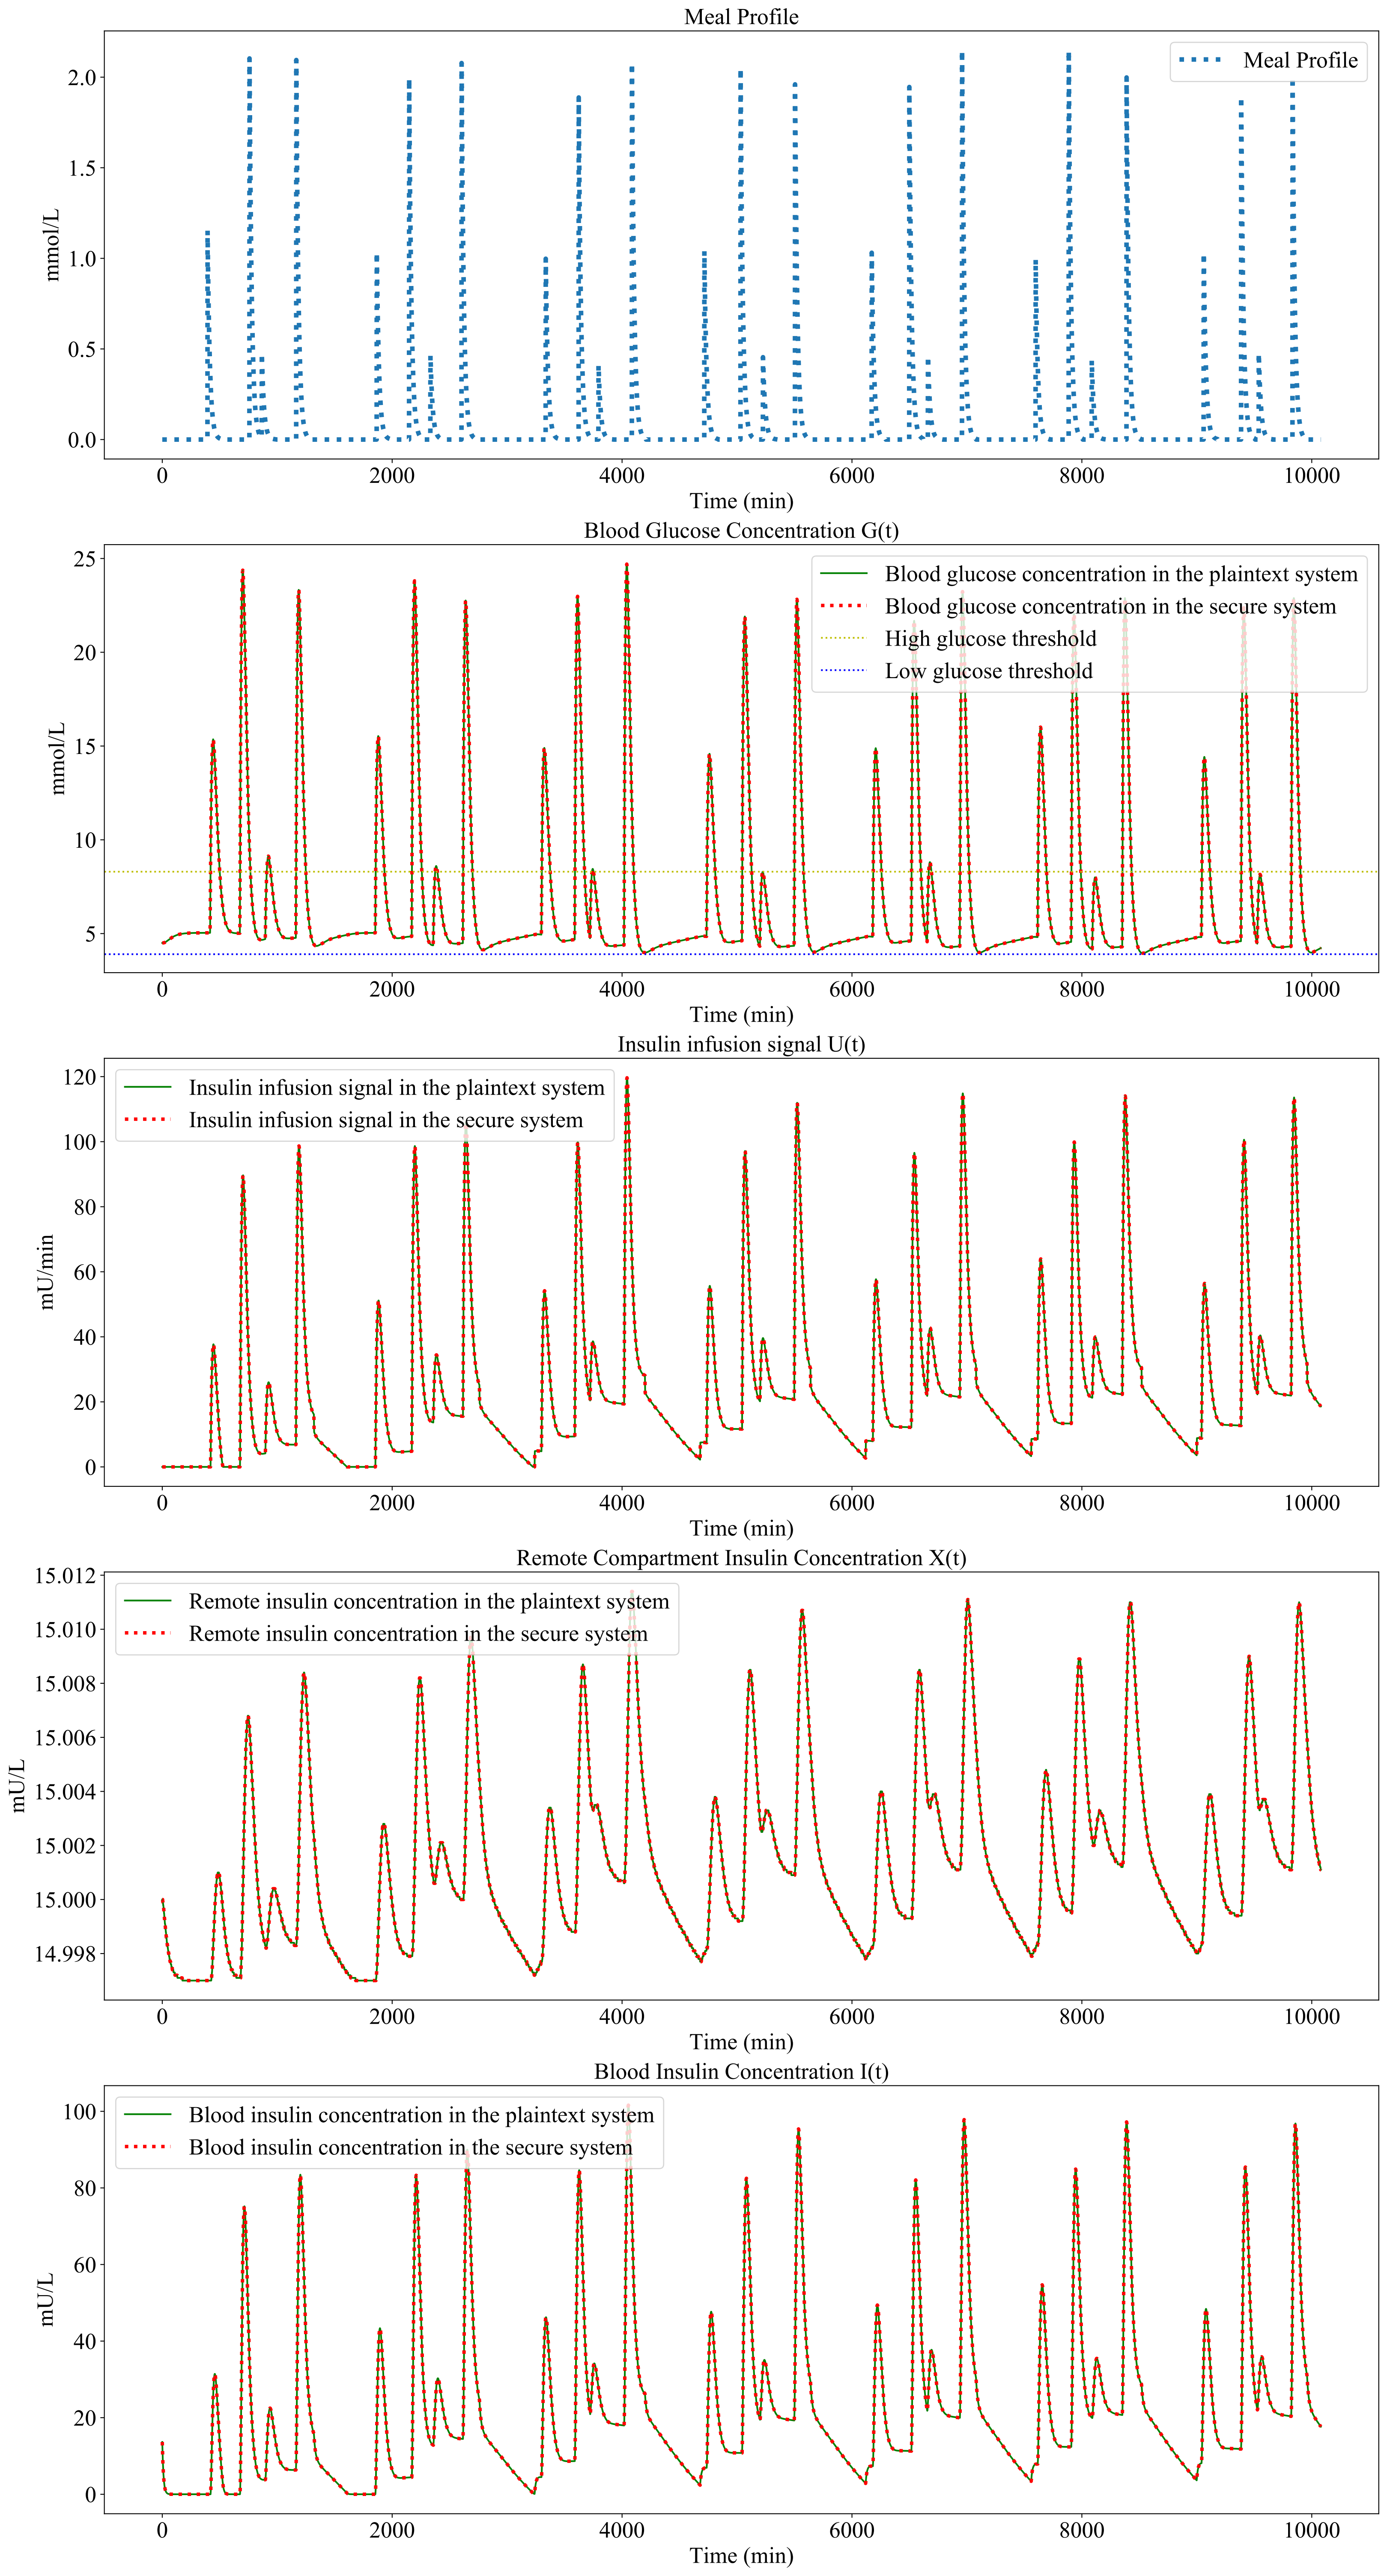 Meal Profile
2.0
1.5
1.0
0.5
0.0
mmol/L
Meal Profile
0 2000 4000 6000 8000 10000
Time (min)
Blood Glucose Concentration G(t)
25
20
15
10
5
mmol/L
Blood glucose concentration in the plaintext system
Blood glucose concentration in the secure system
High glucose threshold
Low glucose threshold
0 2000 4000 6000 8000 10000
Time (min)
Insulin infusion signal U(t)
120
100
80
60
40
20
0
mU/min
Insulin infusion signal in the plaintext system
Insulin infusion signal in the secure system
0 2000 4000 6000 8000 10000
Time (min)
Remote Compartment Insulin Concentration X(t)
15.012
15.010
15.008
15.006
15.004
15.002
15.000
14.998
mU/L
Remote insulin concentration in the plaintext system
Remote insulin concentration in the secure system
0 2000 4000 6000 8000 10000
Time (min)
Blood Insulin Concentration I(t)
100
80
60
40
20
0
mU/L
Blood insulin concentration in the plaintext system
Blood insulin concentration in the secure system
0 2000 4000 6000 8000 10000
Time (min)